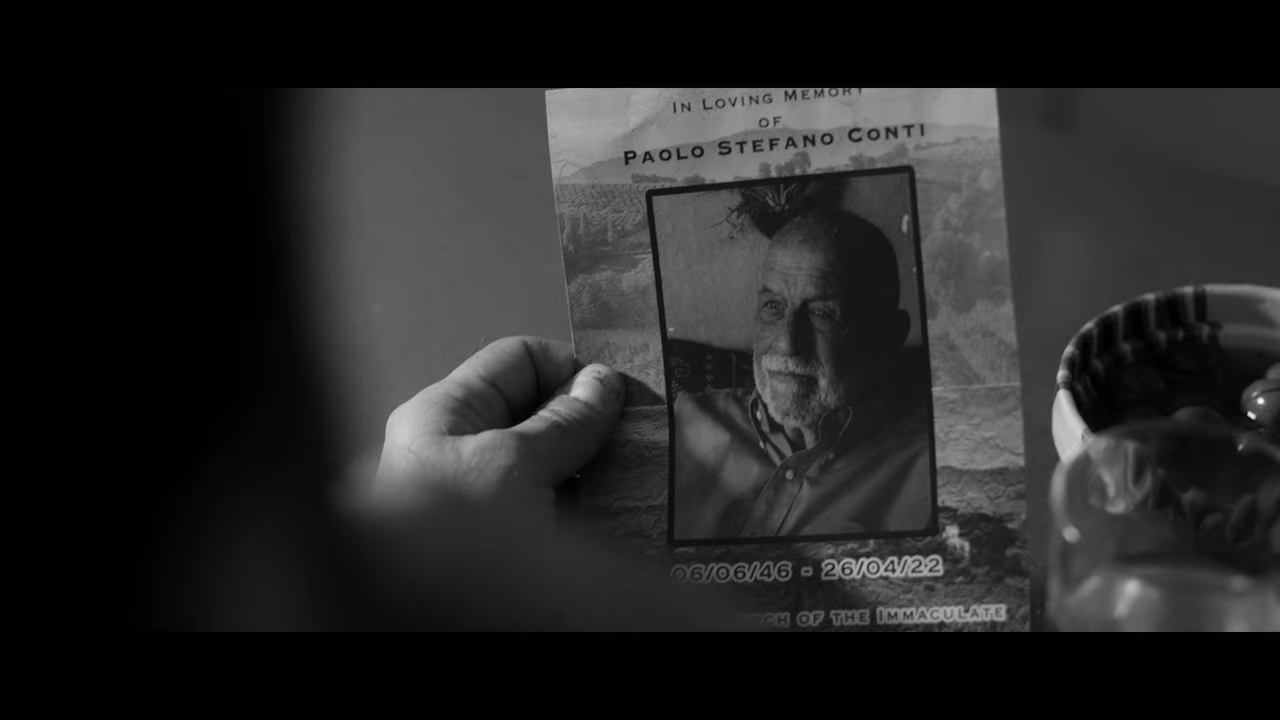 In Loving Memory
of
Paolo Stefano Conti
06/06/46 - 26/04/22
of the Immaculate